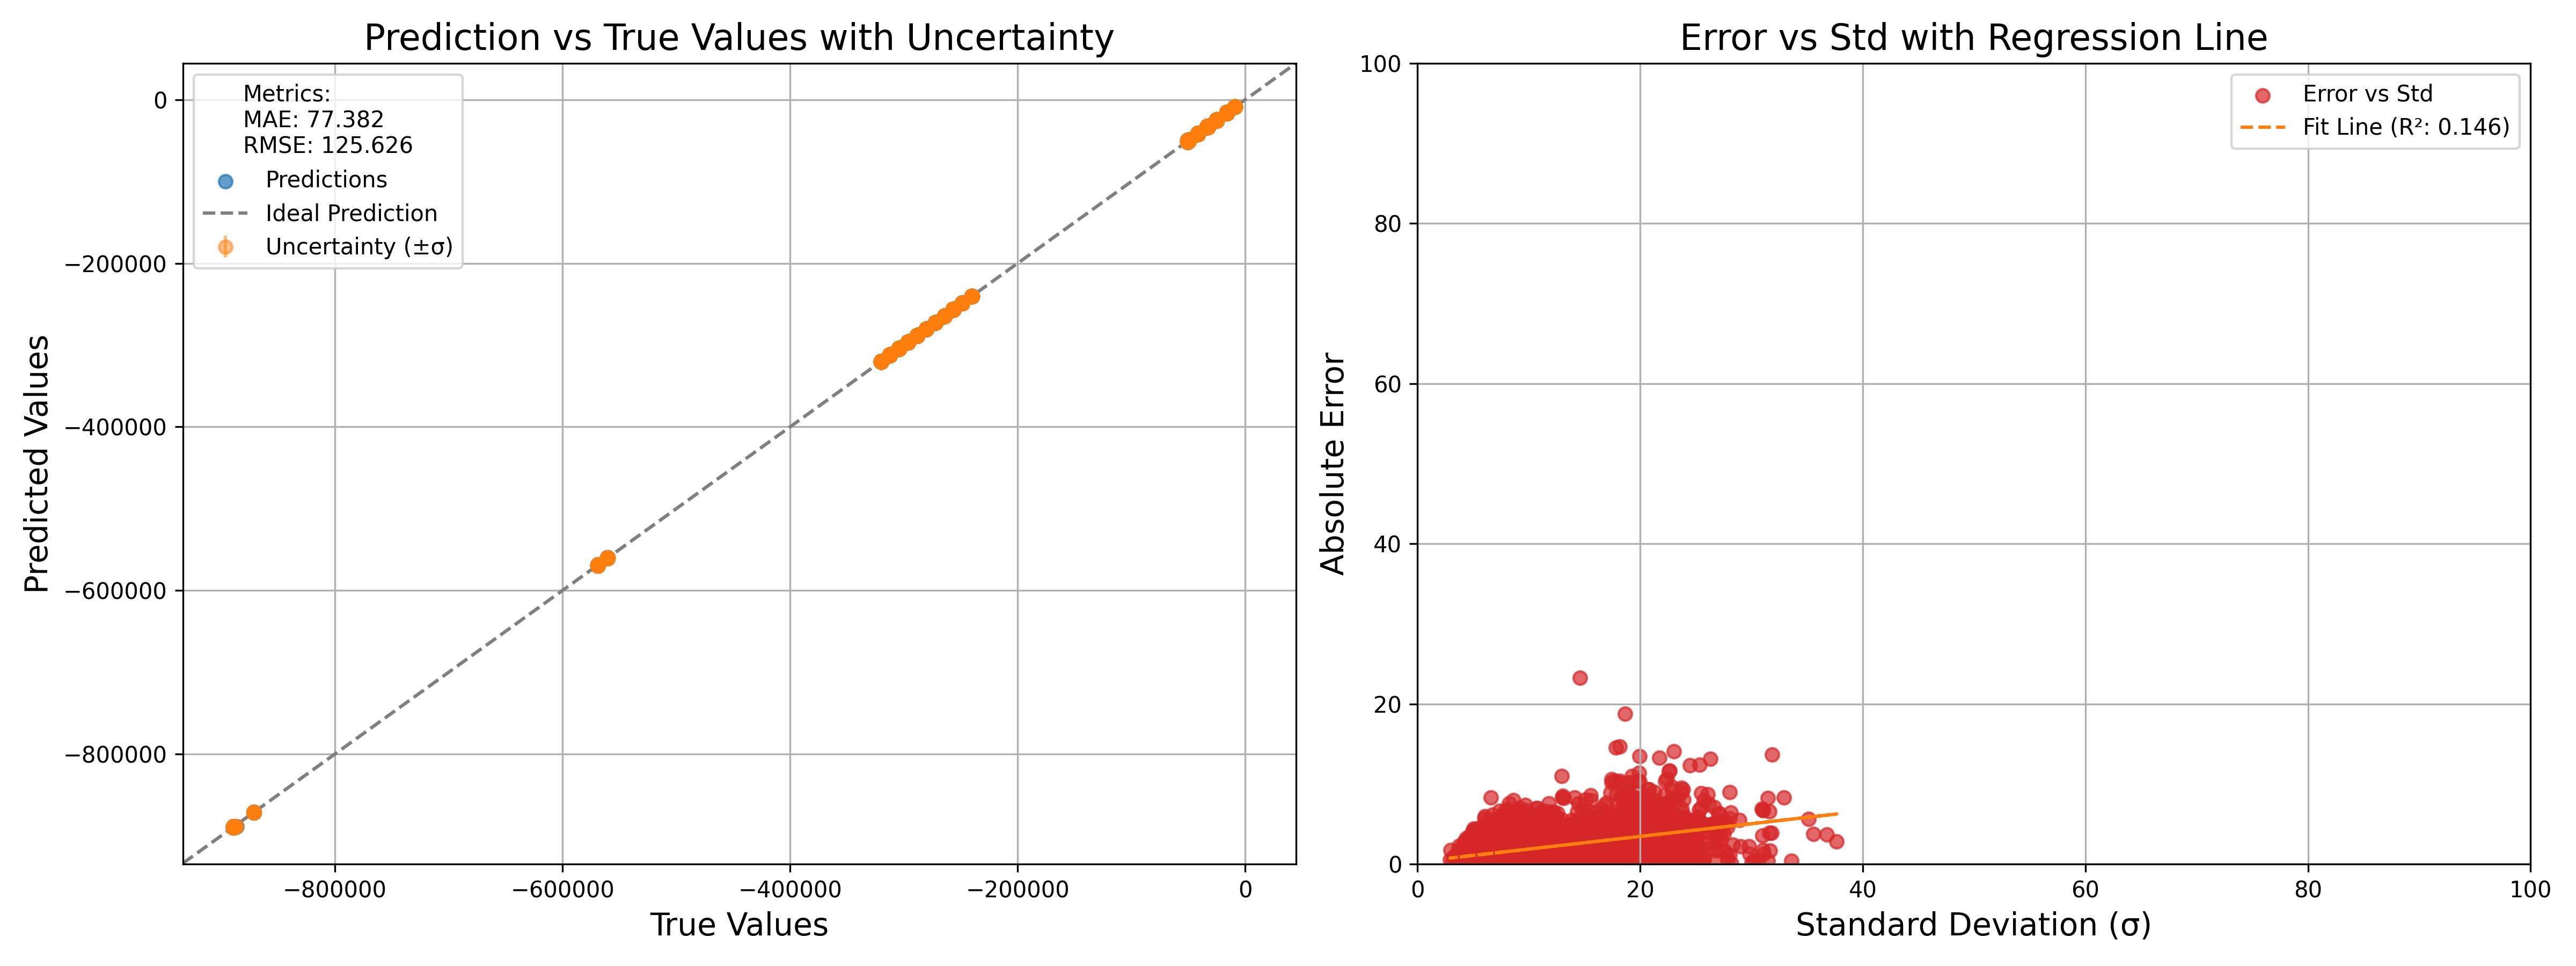 Prediction vs True Values with Uncertainty
Metrics:
MAE: 77.382
RMSE: 125.626
Predictions
Ideal Prediction
Uncertainty (±σ)
0
−200000
−400000
−600000
−800000
Predicted Values
−800000
−600000
−400000
−200000
0
True Values
Error vs Std with Regression Line
Error vs Std
Fit Line (R²: 0.146)
100
80
60
40
20
0
Absolute Error
0
20
40
60
80
100
Standard Deviation (σ)